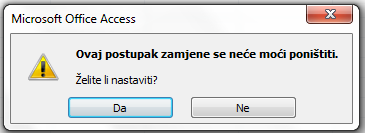 Microsoft Office Access
Ovaj postupak zamjene se neće moći poništiti.
Želite li nastaviti?
Da
Ne